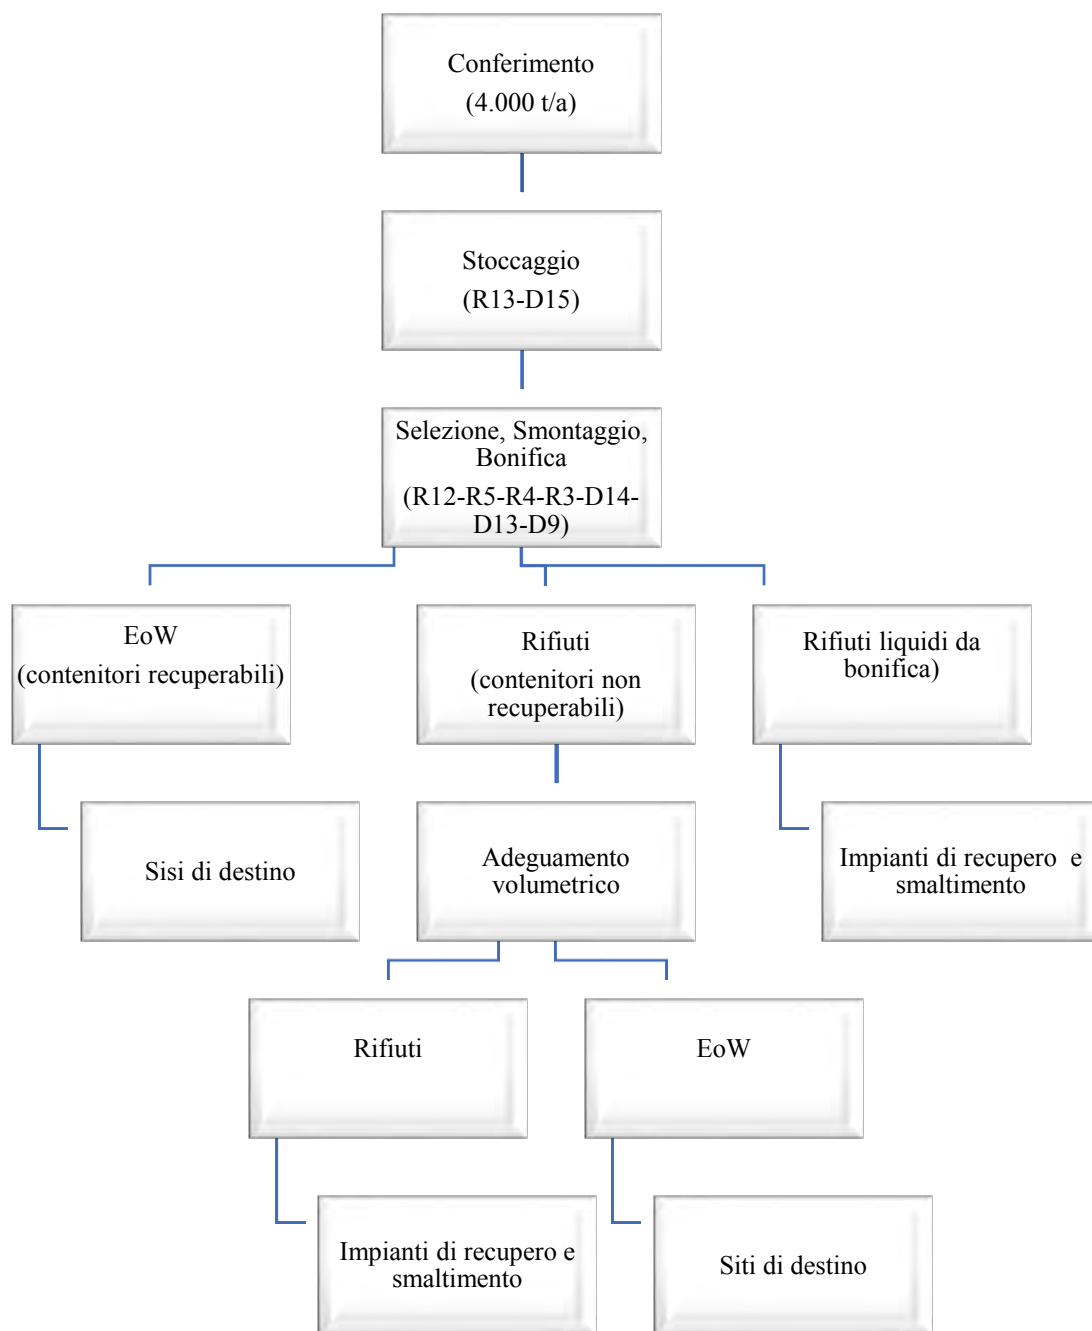 Conferimento
(4.000 t/a)
Stoccaggio
(R13-D15)
Selezione, Smontaggio,
Bonifica
(R12-R5-R4-R3-D14-
D13-D9)
EoW
(contenitori recuperabili)
Rifiuti
(contenitori non
recuperabili)
Rifiuti liquidi da
bonifica)
Sisi di destino
Adeguamento
volumetrico
Impianti di recupero e
smaltimento
Rifiuti
EoW
Impianti di recupero e
smaltimento
Siti di destino